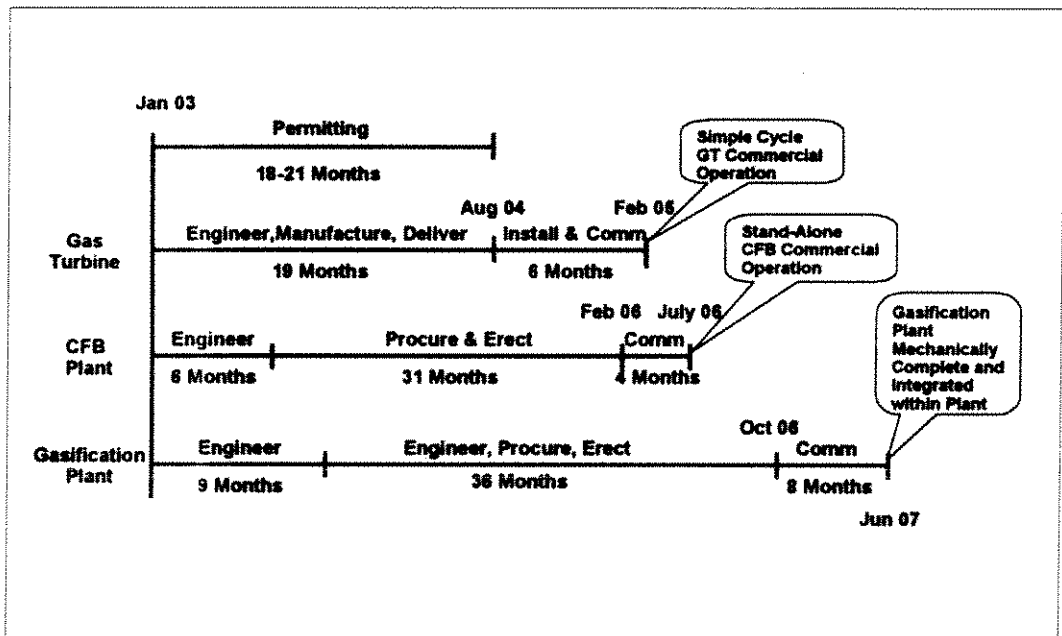 Jan 03
Permitting
18-21 Months
Simple Cycle
GT Commercial
Operation
Aug 04
Feb 05
Gas
Turbine
Engineer,Manufacture, Deliver
Install & Comm
19 Months
6 Months
Stand-Alone
CFB Commercial
Operation
Feb 06
July 06
CFB
Plant
Engineer
Procure & Erect
Comm
6 Months
31 Months
4 Months
Gasification
Plant
Mechanically
Complete and
Integrated
within Plant
Oct 06
Gasification
Plant
Engineer
Engineer, Procure, Erect
Comm
9 Months
36 Months
8 Months
Jun 07